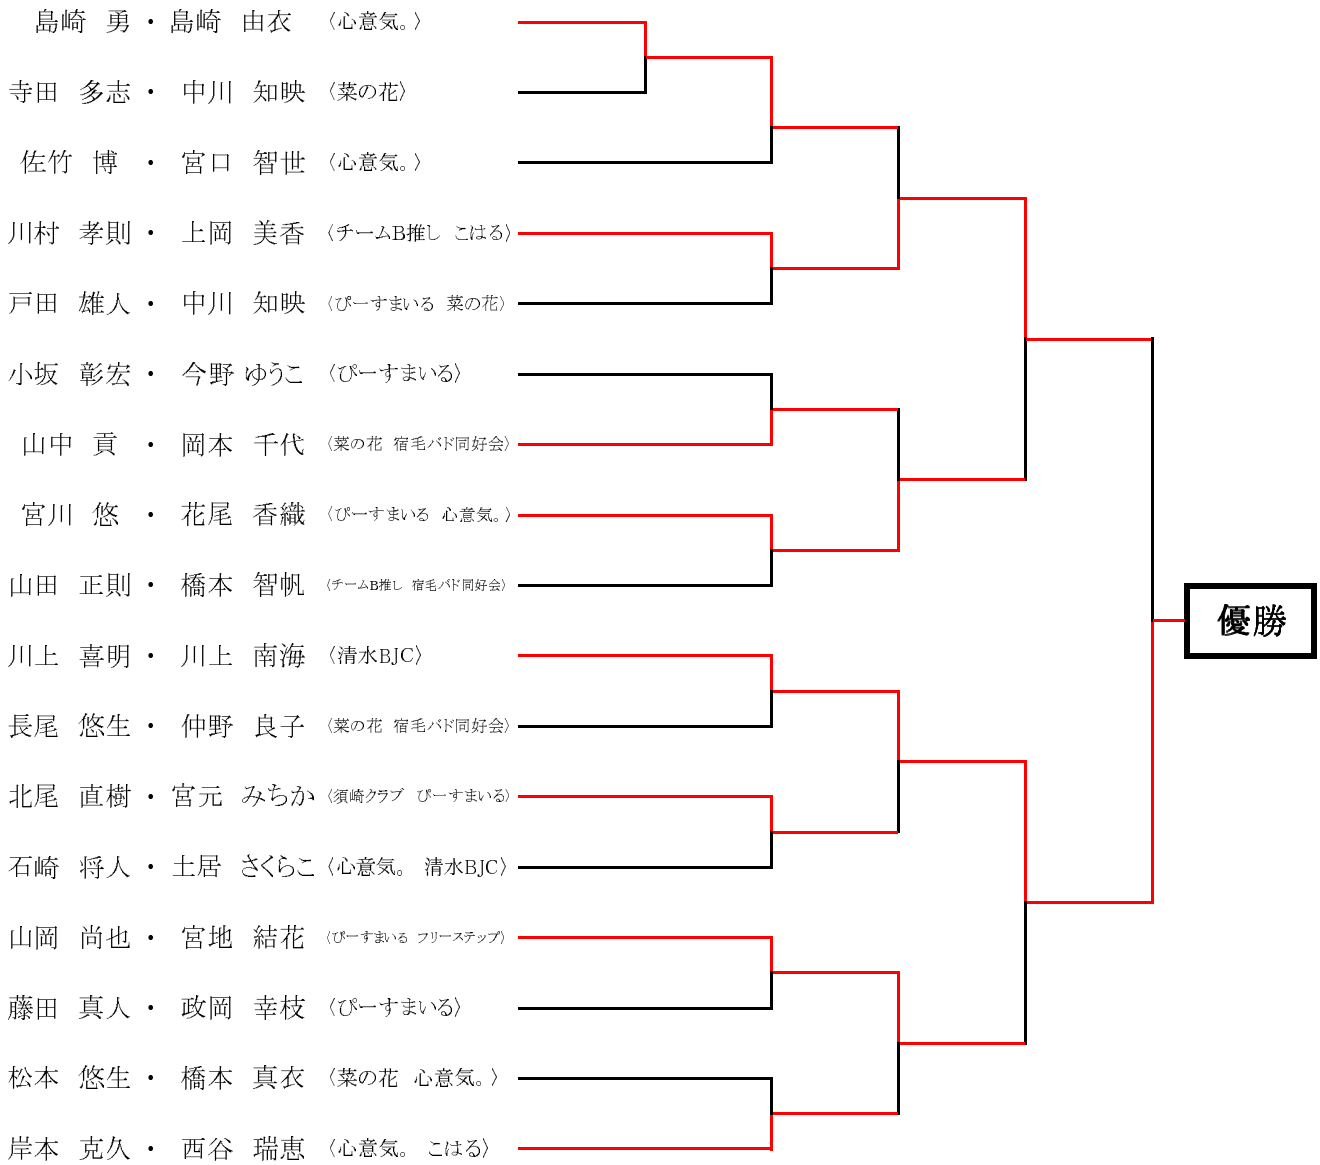 島崎 勇 ・ 島崎 由衣 〈心意気。〉
寺田 多志 ・ 中川 知映 〈菜の花〉
佐竹 博 ・ 宮口 智世 〈心意気。〉
川村 孝則 ・ 上岡 美香 〈チームB推し こはる〉
戸田 雄人 ・ 中川 知映 〈ぴーすまいる 菜の花〉
小坂 彰宏 ・ 今野 ゆうこ 〈ぴーすまいる〉
山中 貢 ・ 岡本 千代 〈菜の花 宿毛バド同好会〉
宮川 悠 ・ 花尾 香織 〈ぴーすまいる 心意気。〉
山田 正則 ・ 橋本 智帆 〈チームB推し 宿毛バド同好会〉
優勝
川上 喜明 ・ 川上 南海 〈清水BJC〉
長尾 悠生 ・ 仲野 良子 〈菜の花 宿毛バド同好会〉
北尾 直樹 ・ 宮元 みちか 〈須崎クラブ ぴーすまいる〉
石崎 将人 ・ 土居 さくらこ 〈心意気。 清水BJC〉
山岡 尚也 ・ 宮地 結花 〈ぴーすまいる フリーステップ〉
藤田 真人 ・ 政岡 幸枝 〈ぴーすまいる〉
松本 悠生 ・ 橋本 真衣 〈菜の花 心意気。〉
岸本 克久 ・ 西谷 瑞恵 〈心意気。 こはる〉